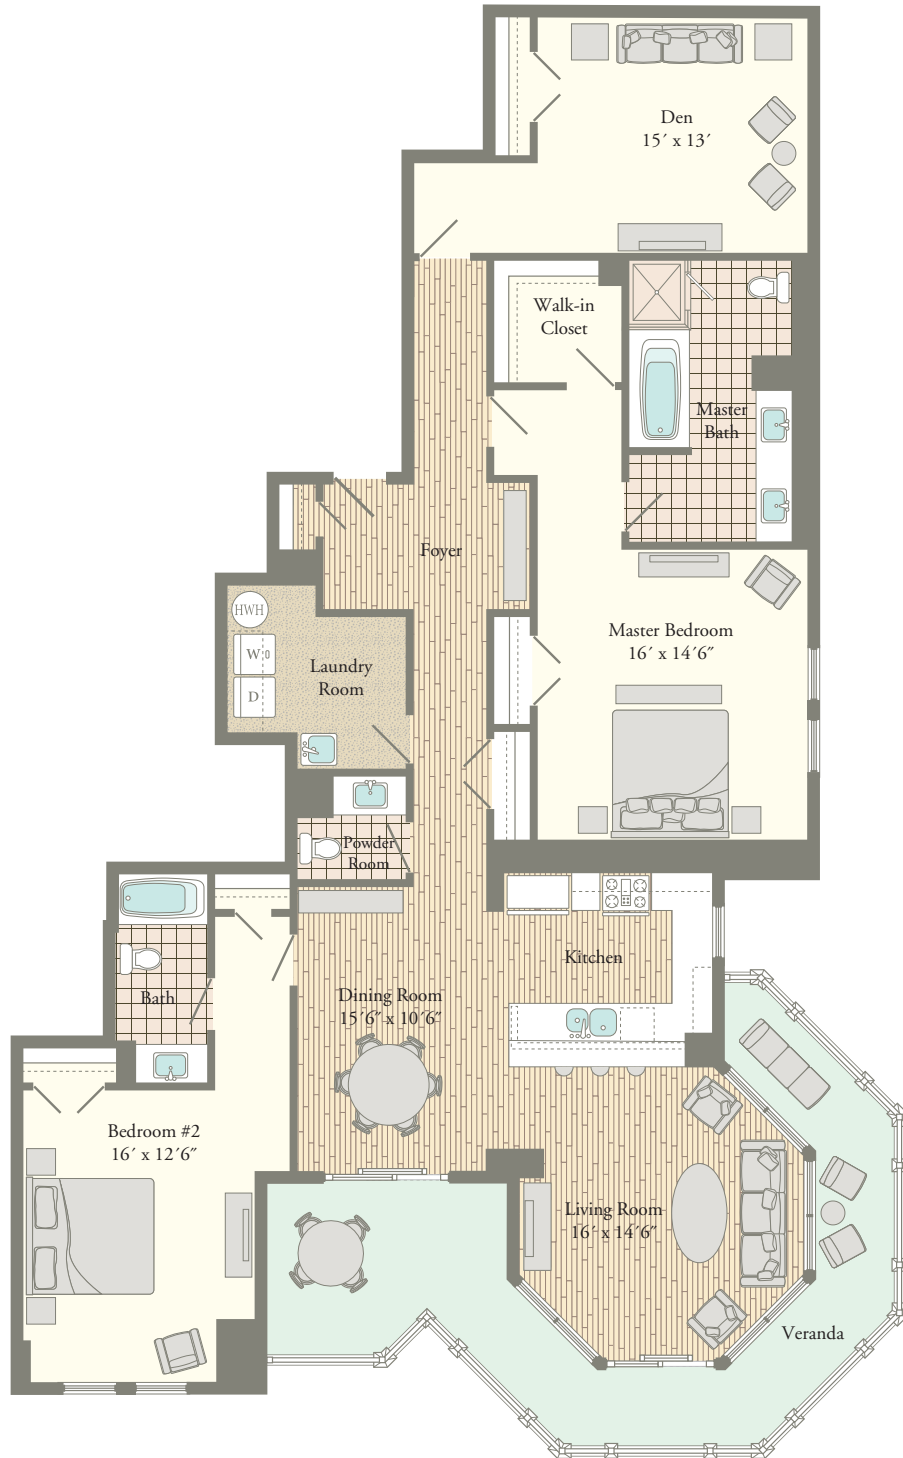 Den
15´ x 13´
Walk-in
Closet
Master
Bath
Foyer
HWH
W
D
Laundry
Room
Master Bedroom
16´ x 14´6˝
Powder
Room
Kitchen
Bath
Dining Room
15´6˝ x 10´6˝
Bedroom #2
16´ x 12´6˝
Living Room
16´ x 14´6˝
Veranda